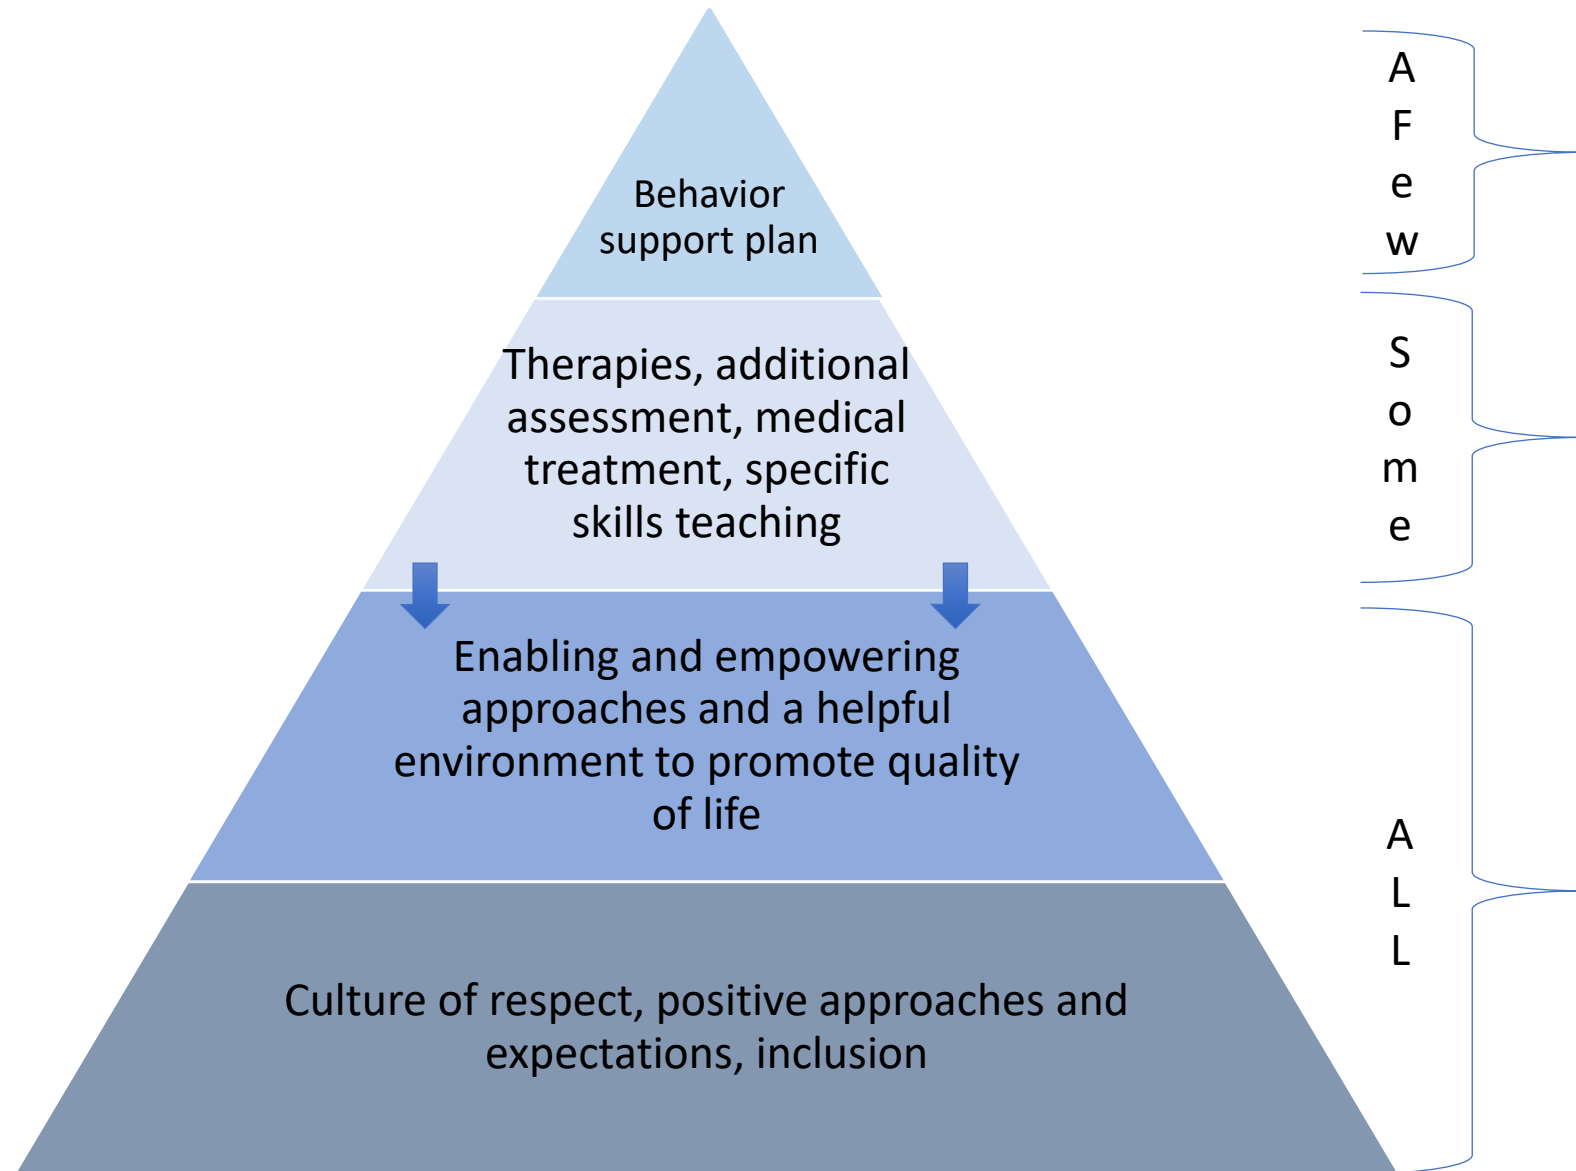 Behavior
support plan
Therapies, additional
assessment, medical
treatment, specific
skills teaching
Enabling and empowering
approaches and a helpful
environment to promote quality
of life
Culture of respect, positive approaches and
expectations, inclusion
A
F
e
w
S
o
m
e
A
L
L